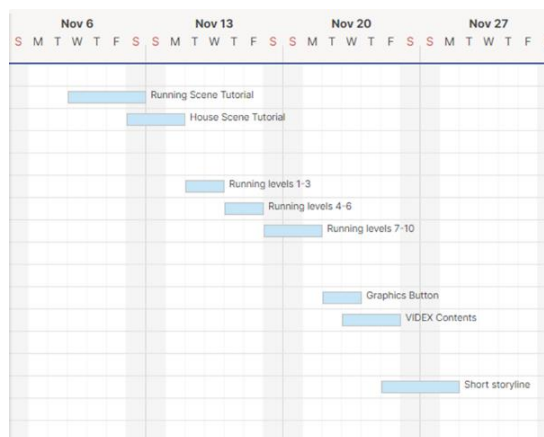 Nov 6 Nov 13 Nov 20 Nov 27
S M T W T F S S M T W T F S S M T W T F S S M T W T F
Running Scene Tutorial
House Scene Tutorial
Running levels 1-3
Running levels 4-6
Running levels 7-10
Graphics Button
VIDEX Contents
Short storyline